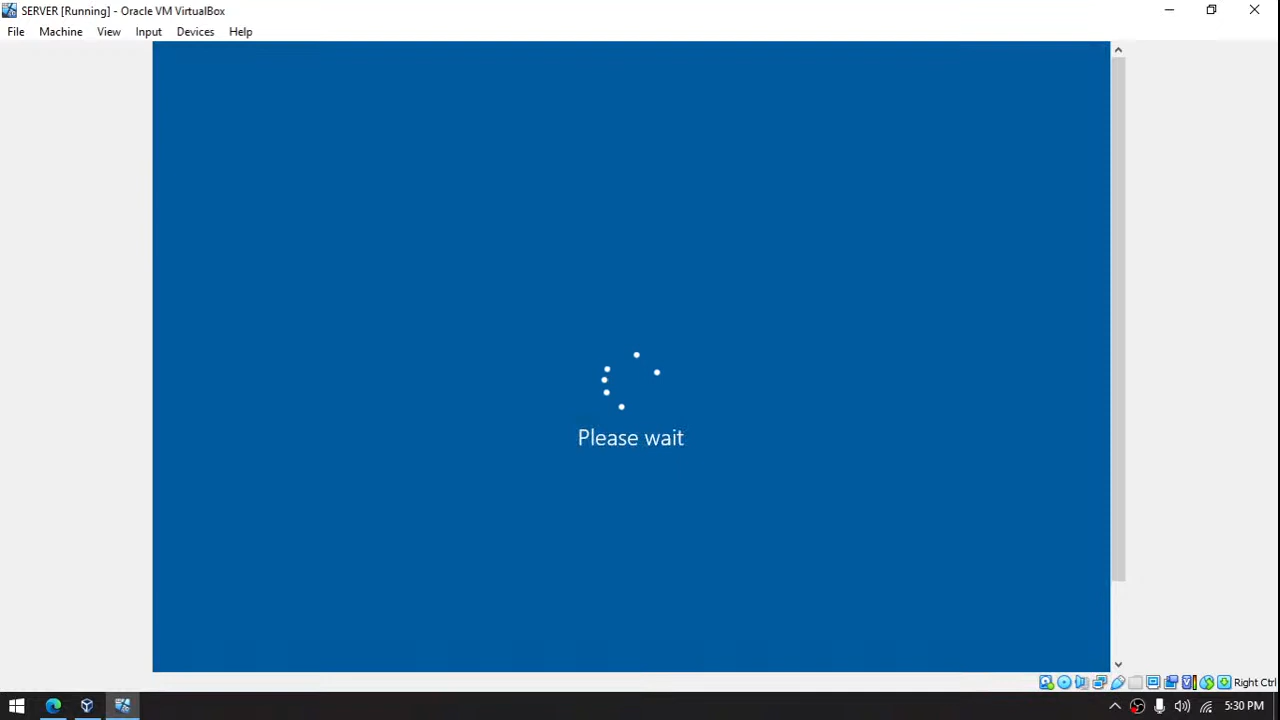 SERVER [Running] - Oracle VM VirtualBox
File Machine View Input Devices Help
Please wait
Right Ctrl
5:30 PM